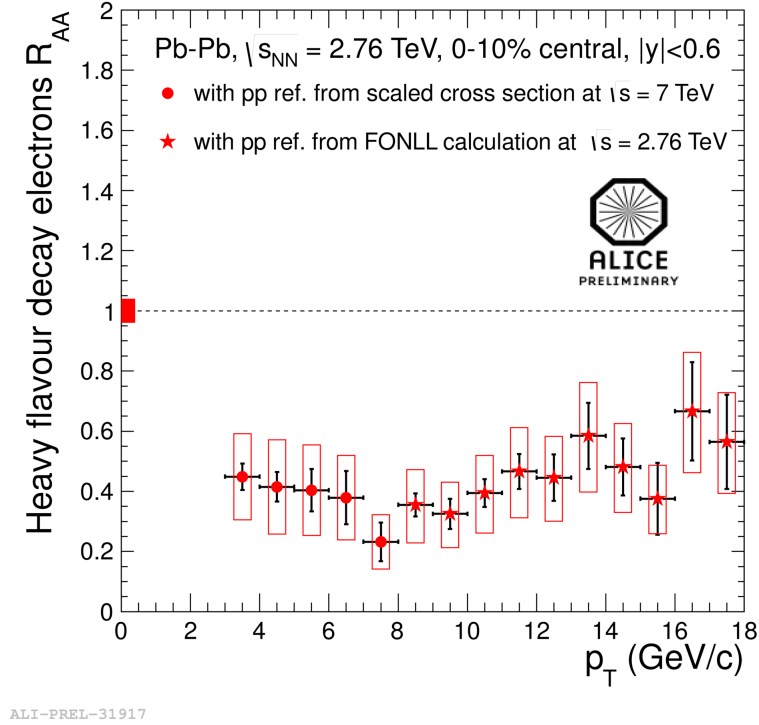 Heavy flavour decay electrons R_AA
Pb-Pb, √s_NN = 2.76 TeV, 0-10% central, |y|<0.6
with pp ref. from scaled cross section at √s = 7 TeV
with pp ref. from FONLL calculation at √s = 2.76 TeV
ALICE
PRELIMINARY
2
1.8
1.6
1.4
1.2
1
0.8
0.6
0.4
0.2
0
0 2 4 6 8 10 12 14 16 18
p_T (GeV/c)
ALI-PREL-31917